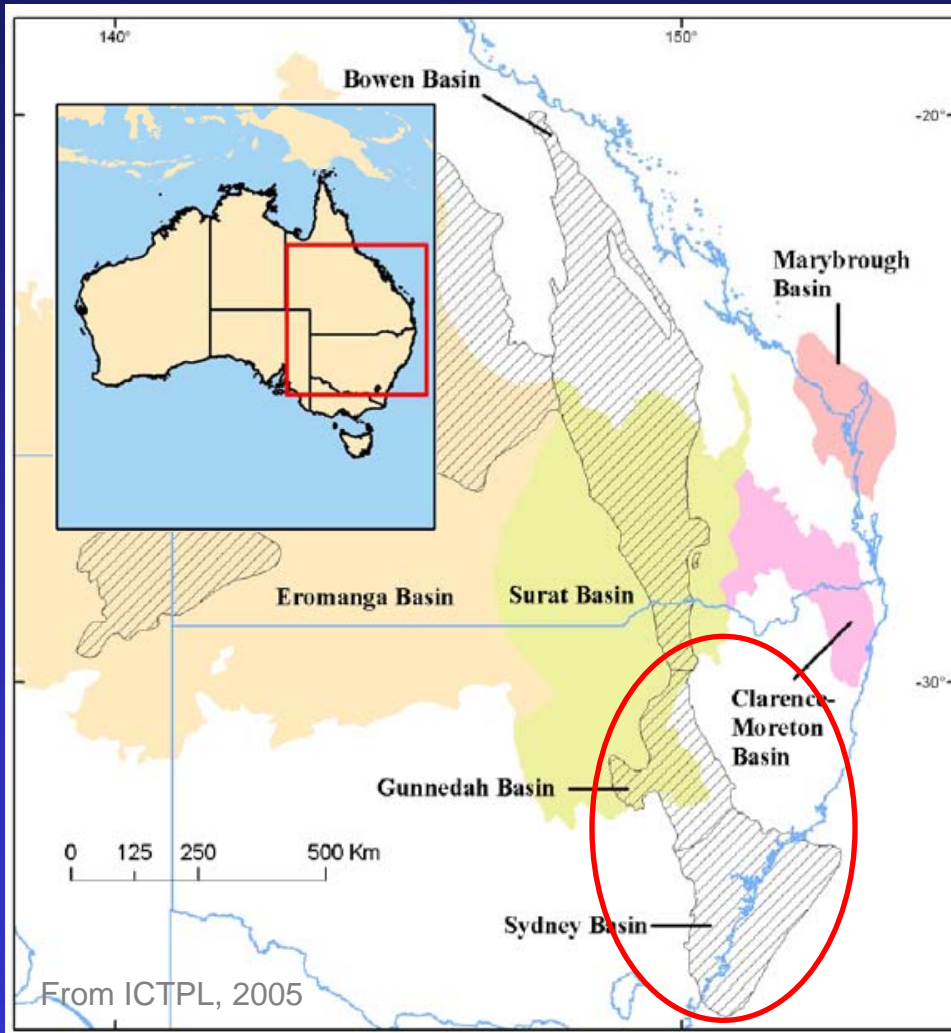 140°
150°
Bowen Basin
-20°
Marybrough
Basin
Eromanga Basin
Surat Basin
-30°
Clarence-
Moreton
Basin
Gunnedah Basin
0 125 250 500 Km
Sydney Basin
From ICTPL, 2005